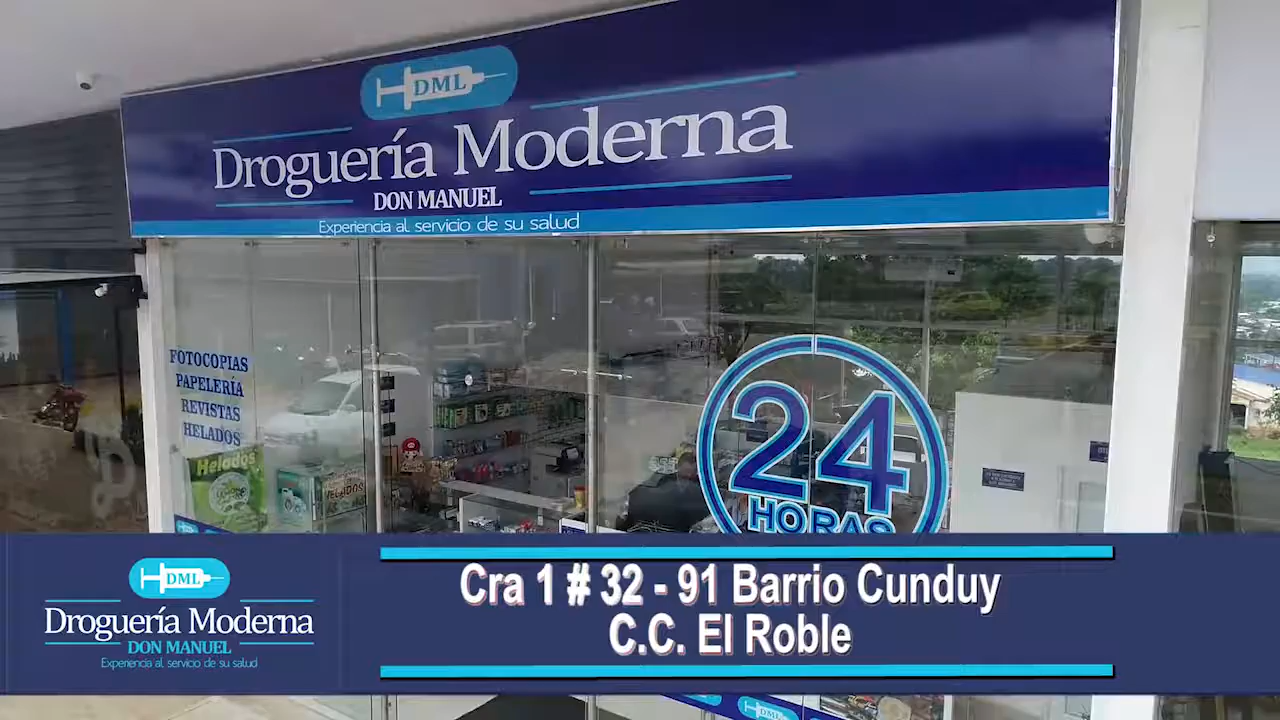 DML
Droguería Moderna
DON MANUEL
Experiencia al servicio de su salud
FOTOCOPIAS
PAPELERÍA
REVISTAS
HELADOS
Helados
24
HORAS
DML
Droguería Moderna
DON MANUEL
Experiencia al servicio de su salud
Cra 1 # 32 - 91 Barrio Cunduy
C.C. El Roble
DML